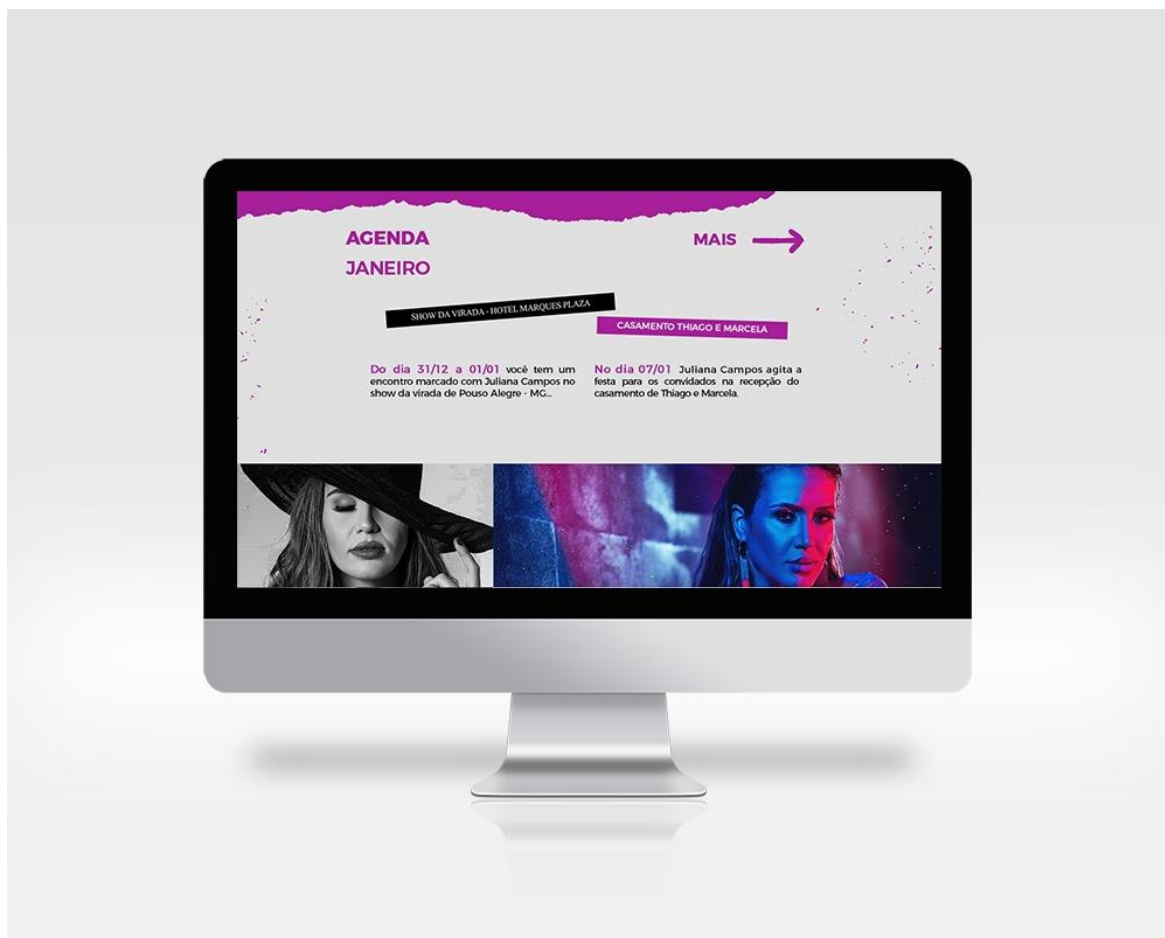 AGENDA
JANEIRO
MAIS
SHOW DA VIRADA - HOTEL MARQUES PLAZA
CASAMENTO THIAGO E MARCELA
Do dia 31/12 a 01/01 você tem um
encontro marcado com Juliana Campos no
show da virada de Pouso Alegre - MG...
No dia 07/01 Juliana Campos agita a
festa para os convidados na recepção do
casamento de Thiago e Marcela.